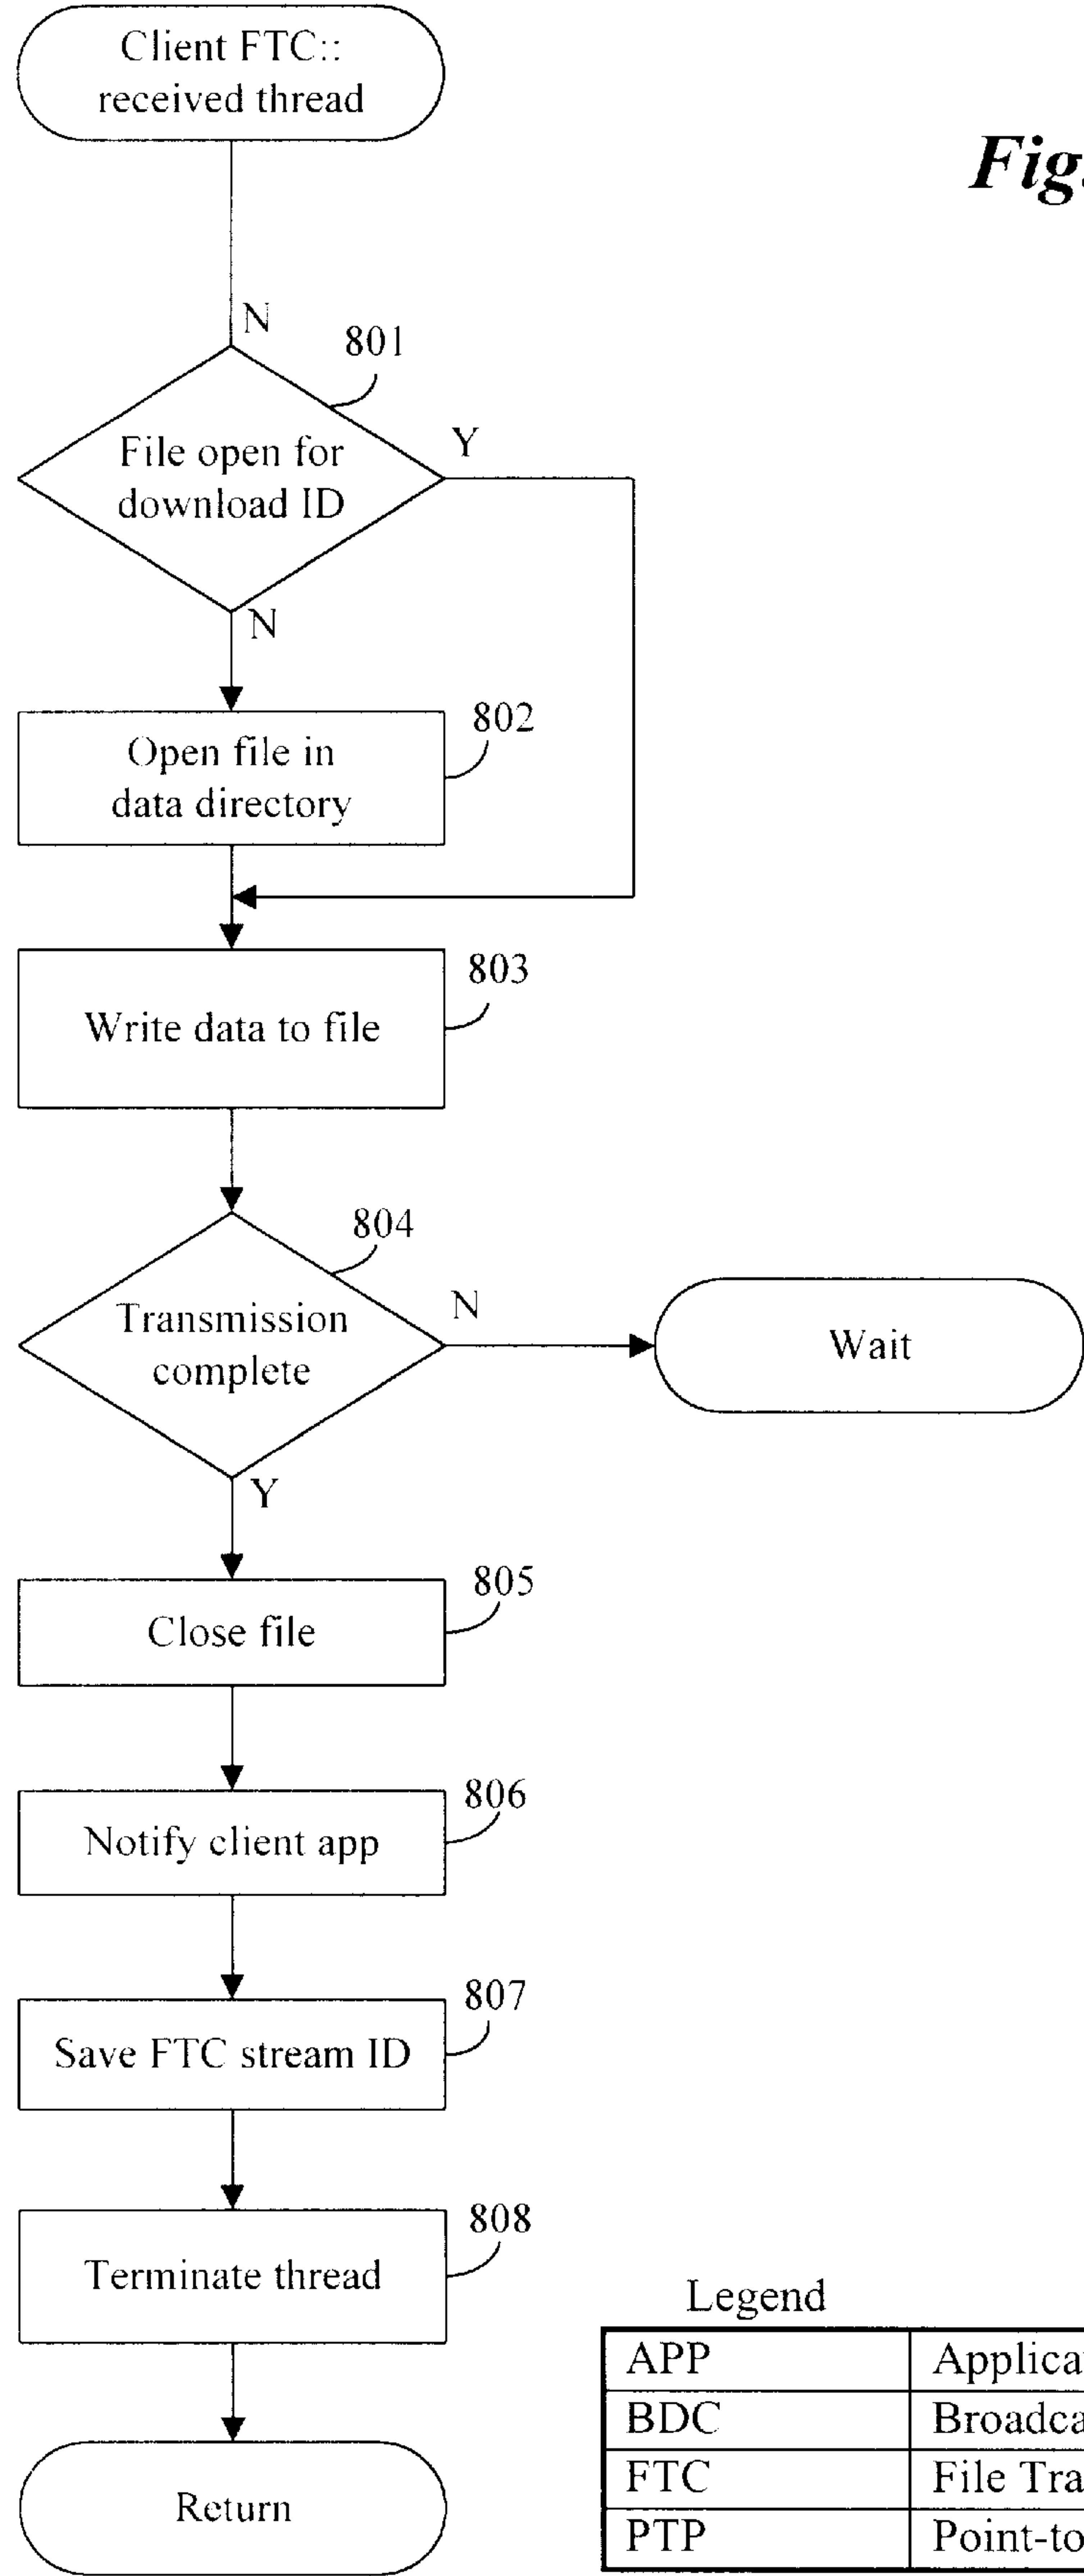 Client FTC::
received thread
Fig.
N
801
File open for
download ID
Y
N
802
Open file in
data directory
803
Write data to file
804
Transmission
complete
N
Wait
Y
805
Close file
806
Notify client app
807
Save FTC stream ID
808
Terminate thread
Return
Legend
APP
BDC
FTC File
PTP